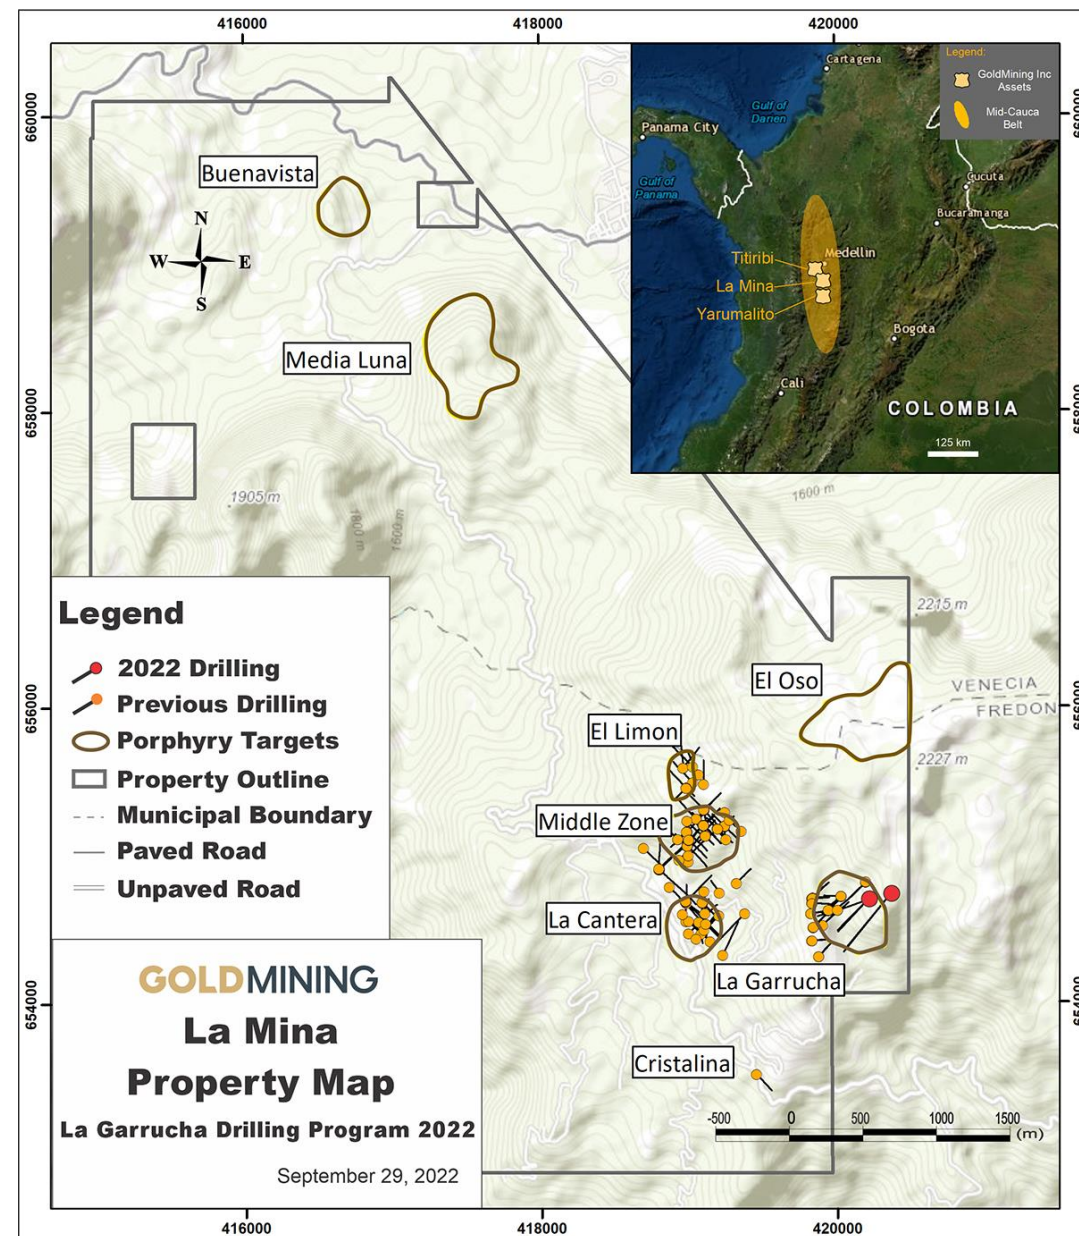 416000
418000
420000
660000
658000
656000
654000
660000
658000
656000
654000
Legend:
GoldMining Inc
Assets
Mid-Cauca
Belt
Cartagena
Gulf of
Darien
Panama City
Gulf of
Panama
Cucuta
Bucaramanga
Medellin
Titiribi
La Mina
Yarumalito
Bogota
Cali
COLOMBIA
125 km
Buenavista
N
W
E
S
Media Luna
1905 m
1800 m
1600 m
1600 m
2215 m
El Oso
VENECIA
FREDON
2227 m
El Limon
Middle Zone
La Cantera
La Garrucha
Cristalina
Legend
2022 Drilling
Previous Drilling
Porphyry Targets
Property Outline
Municipal Boundary
Paved Road
Unpaved Road
GOLDMINING
La Mina
Property Map
La Garrucha Drilling Program 2022
September 29, 2022
-500 0 500 1000 1500
(m)
416000
418000
420000